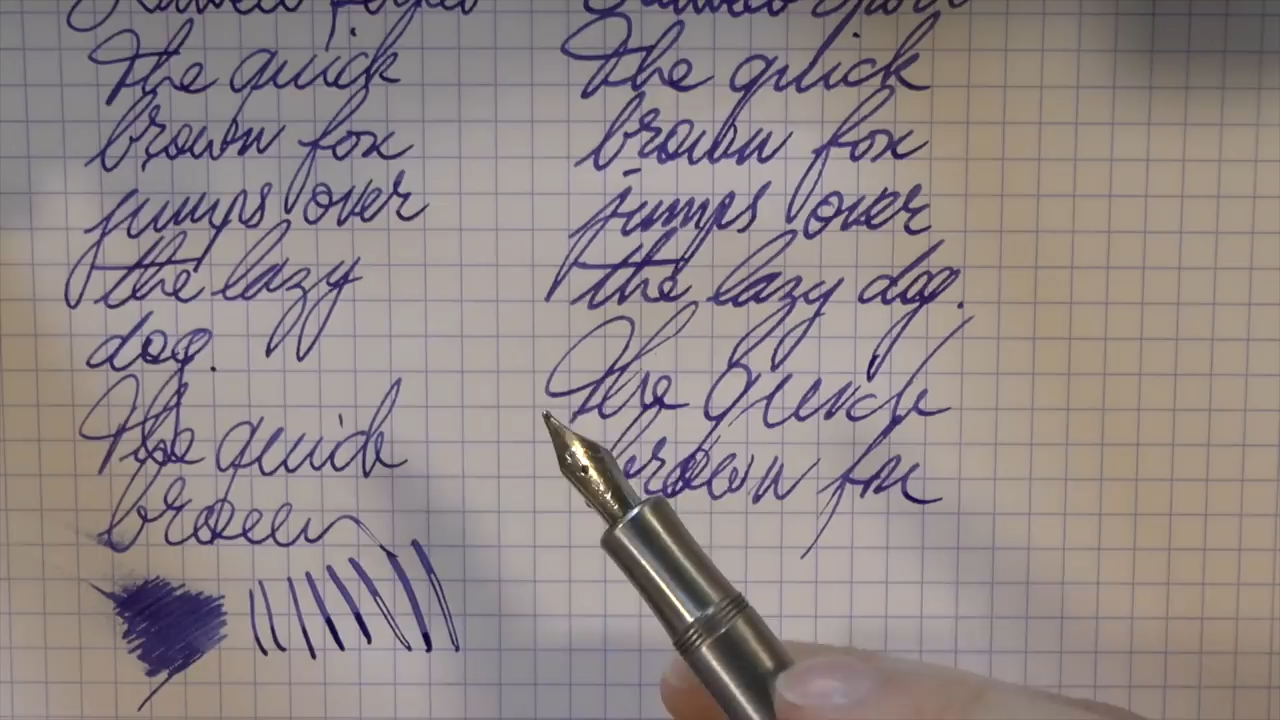 The quick
brown fox
jumps over
the lazy
dog.
The quick
brown
The quick
brown fox
jumps over
the lazy dog.
The quick
brown fox